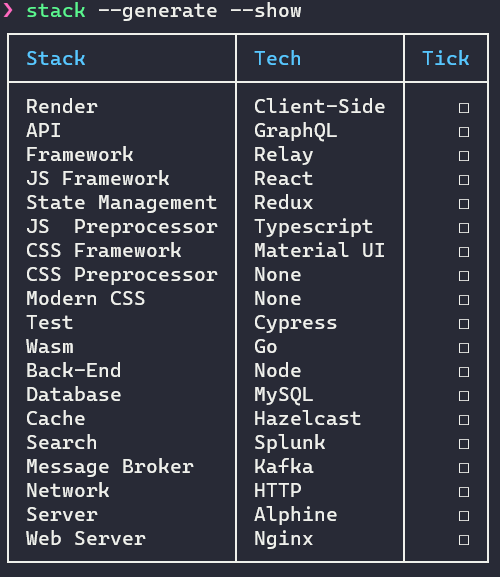 ❯ stack --generate --show
Stack Tech Tick
Render Client-Side □
API GraphQL □
Framework Relay □
JS Framework React □
State Management Redux □
JS  Preprocessor Typescript □
CSS Framework Material UI □
CSS Preprocessor None □
Modern CSS None □
Test Cypress □
Wasm Go □
Back-End Node □
Database MySQL □
Cache Hazelcast □
Search Splunk □
Message Broker Kafka □
Network HTTP □
Server Alphine □
Web Server Nginx □